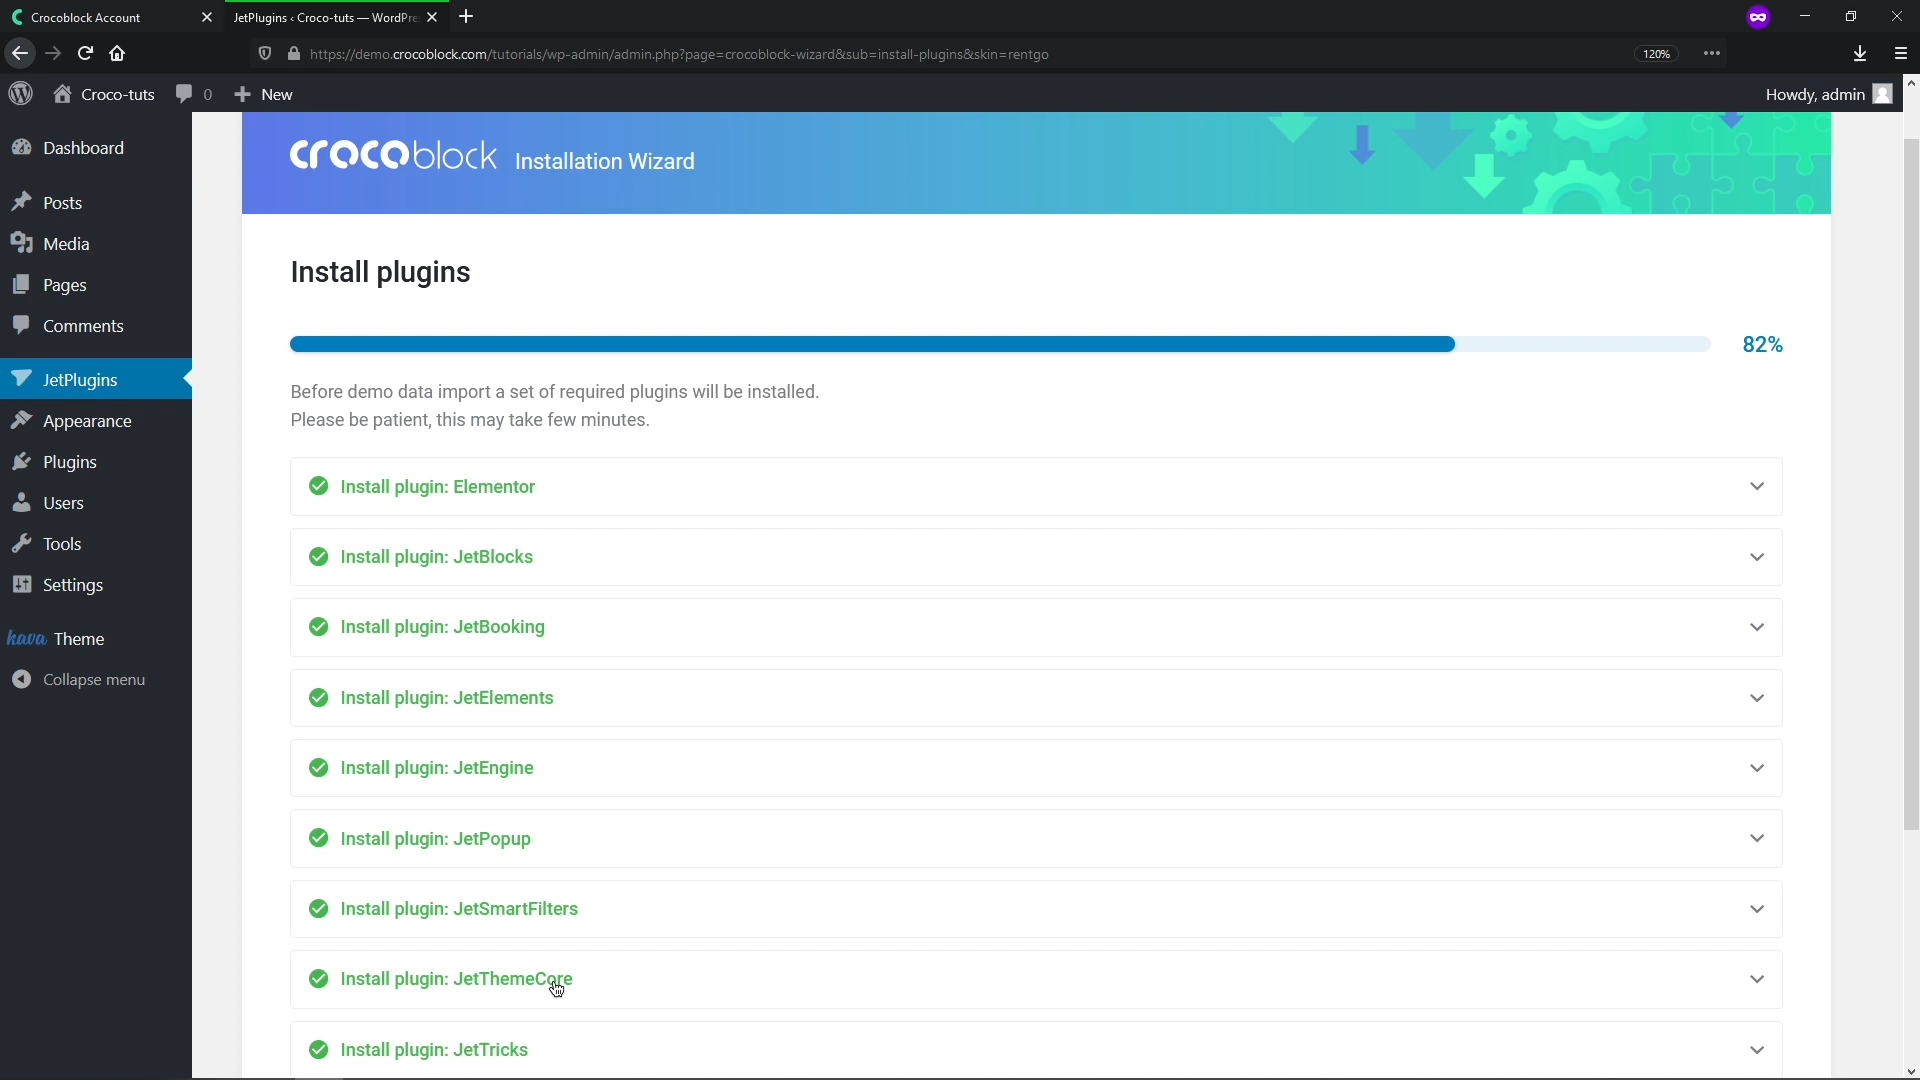 Crocoblock Account
JetPlugins ‹ Croco-tuts — WordPre
https://demo.crocoblock.com/tutorials/wp-admin/admin.php?page=crocoblock-wizard&sub=install-plugins&skin=rentgo
120%
Croco-tuts
0
New
Howdy, admin
Dashboard
Posts
Media
Pages
Comments
JetPlugins
Appearance
Plugins
Users
Tools
Settings
kava Theme
Collapse menu
crocoblock Installation Wizard
Install plugins
82%
Before demo data import a set of required plugins will be installed.
Please be patient, this may take few minutes.
Install plugin: Elementor
Install plugin: JetBlocks
Install plugin: JetBooking
Install plugin: JetElements
Install plugin: JetEngine
Install plugin: JetPopup
Install plugin: JetSmartFilters
Install plugin: JetThemeCore
Install plugin: JetTricks